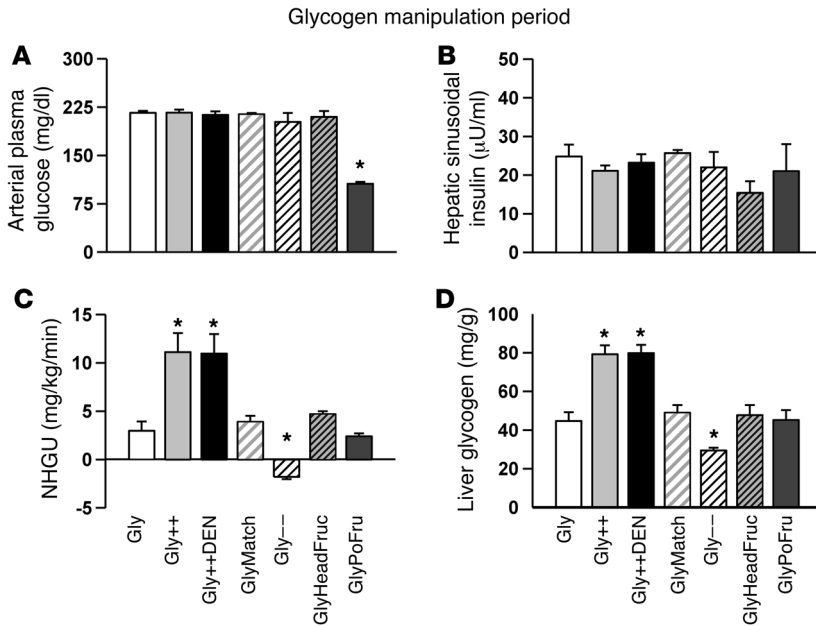 Glycogen manipulation period
A
Arterial plasma
glucose (mg/dl)
300
225
150
75
0
*
B
Hepatic sinusoidal
insulin (μU/ml)
50
40
30
20
10
0
C
NHGU (mg/kg/min)
15
10
5
0
-5
* *
*
Gly
Gly++
Gly++DEN
GlyMatch
Gly−−
GlyHeadFruc
GlyPoFru
D
Liver glycogen (mg/g)
100
80
60
40
20
0
* *
*
Gly
Gly++
Gly++DEN
GlyMatch
Gly−−
GlyHeadFruc
GlyPoFru